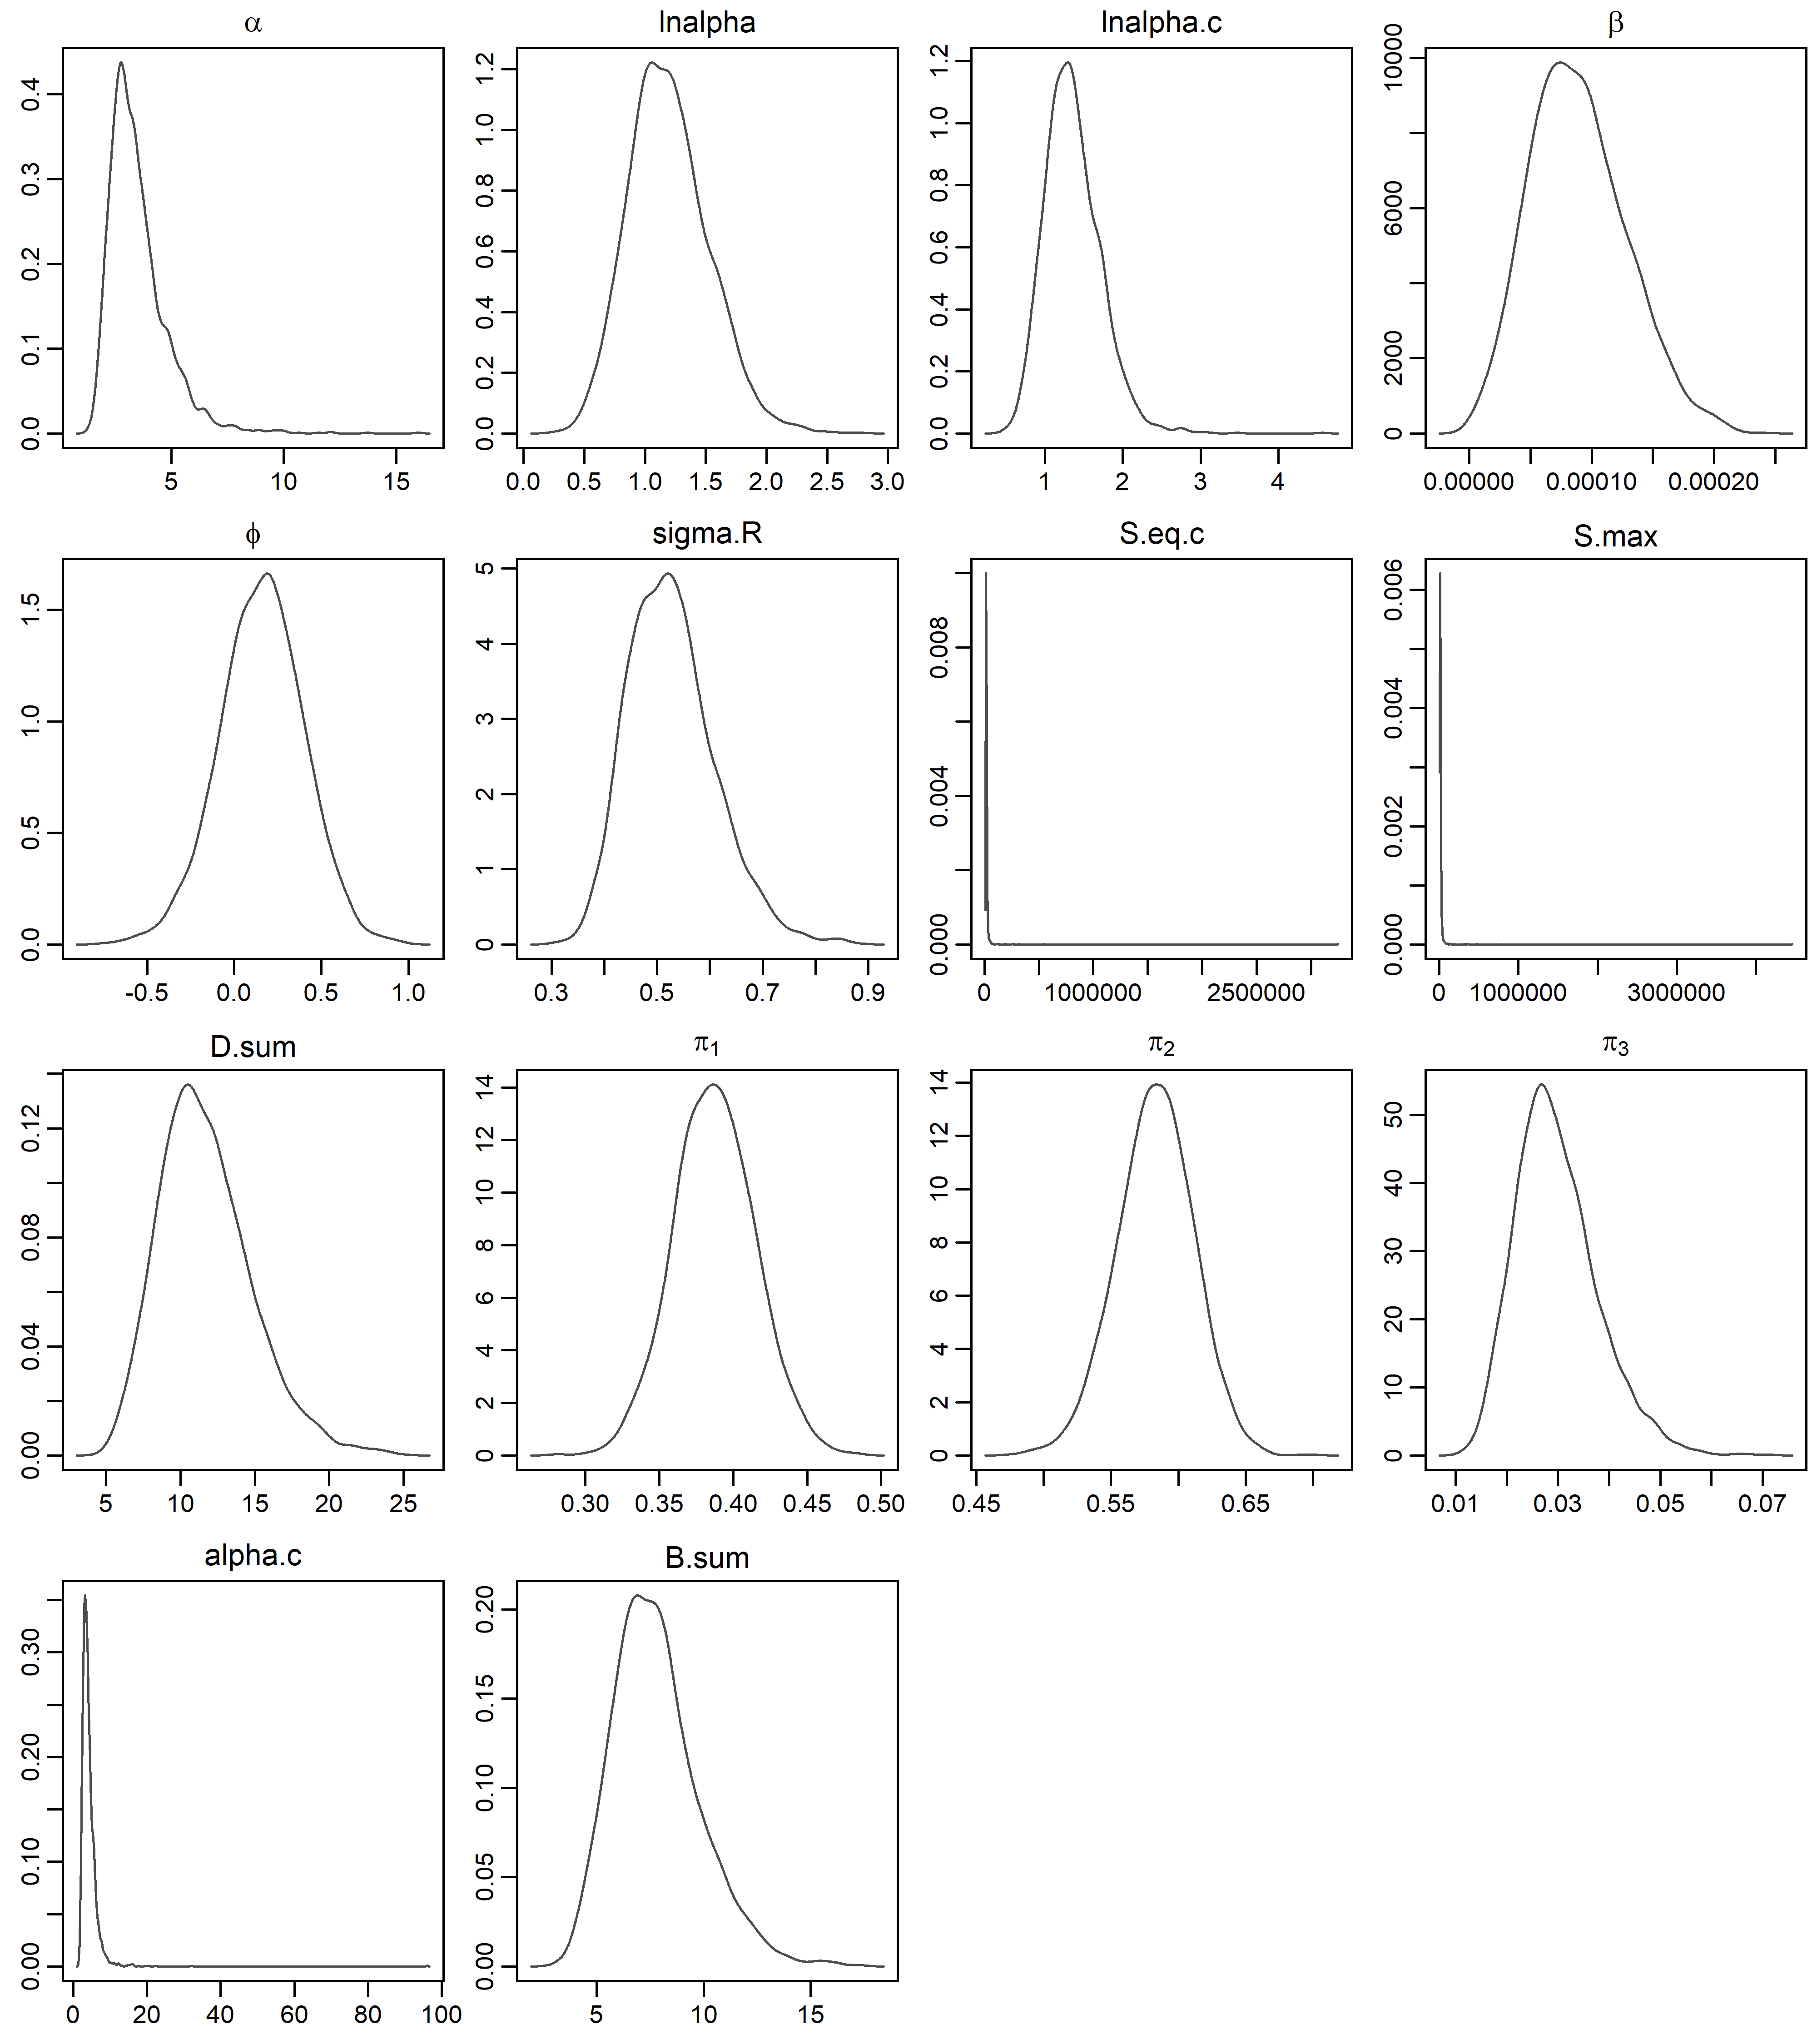 α lnalpha lnalpha.c β
0.0 0.1 0.2 0.3 0.4
5 10 15
0.0 0.2 0.4 0.6 0.8 1.0 1.2
0.0 0.5 1.0 1.5 2.0 2.5 3.0
0.0 0.2 0.4 0.6 0.8 1.0 1.2
1 2 3 4
0 2000 6000 10000
0.00000 0.00010 0.00020
ϕ sigma.R S.eq.c S.max
0.0 0.5 1.0 1.5
-0.5 0.0 0.5 1.0
0 1 2 3 4 5
0.3 0.5 0.7 0.9
0.000 0.004 0.008
0 1000000 2500000
0.000 0.002 0.004 0.006
0 1000000 3000000
D.sum π1 π2 π3
0.00 0.04 0.08 0.12
5 10 15 20 25
0 2 4 6 8 10 12 14
0.30 0.35 0.40 0.45 0.50
0 2 4 6 8 10 12 14
0.45 0.55 0.65
0 10 20 30 40 50
0.01 0.03 0.05 0.07
alpha.c B.sum
0.00 0.10 0.20 0.30
0 20 40 60 80 100
0.00 0.05 0.10 0.15 0.20
5 10 15